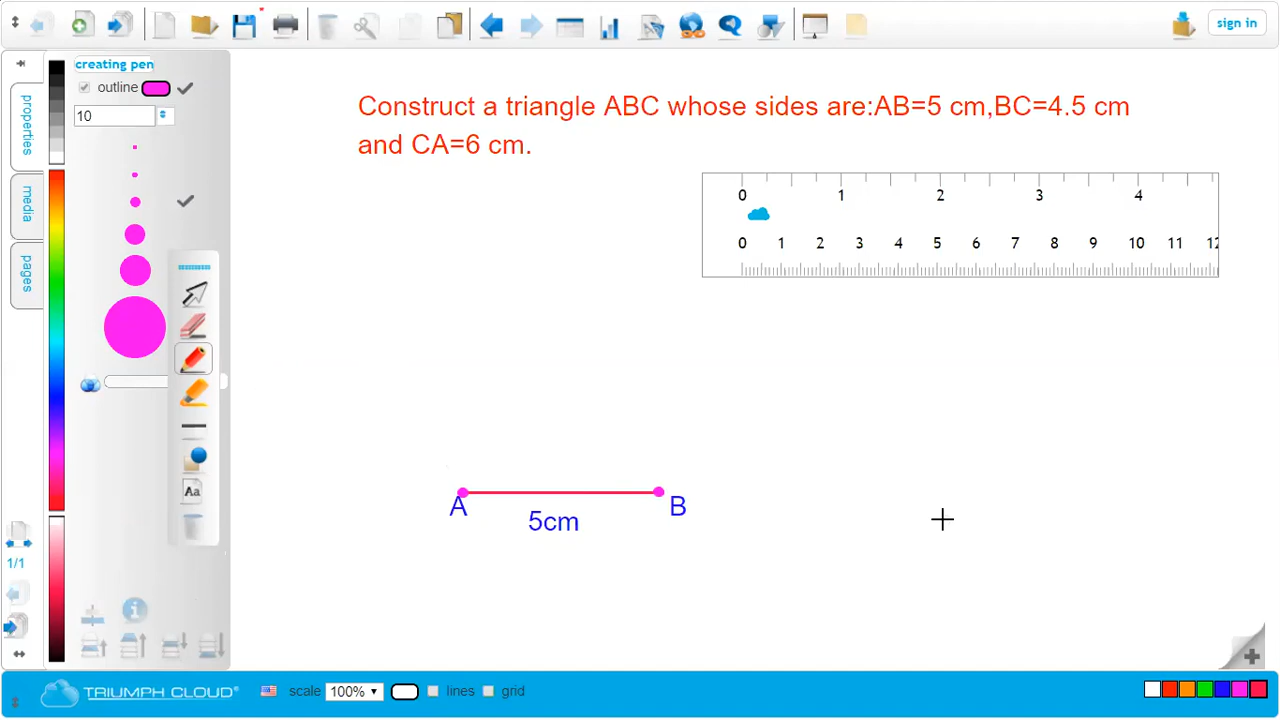 sign in
creating pen
outline
10
properties
media
pages
1/1
Aa
Construct a triangle ABC whose sides are:AB=5 cm,BC=4.5 cm
and CA=6 cm.
0 1 2 3 4
0 1 2 3 4 5 6 7 8 9 10 11 12
A B
5cm
TRIUMPH CLOUD
scale 100% lines grid